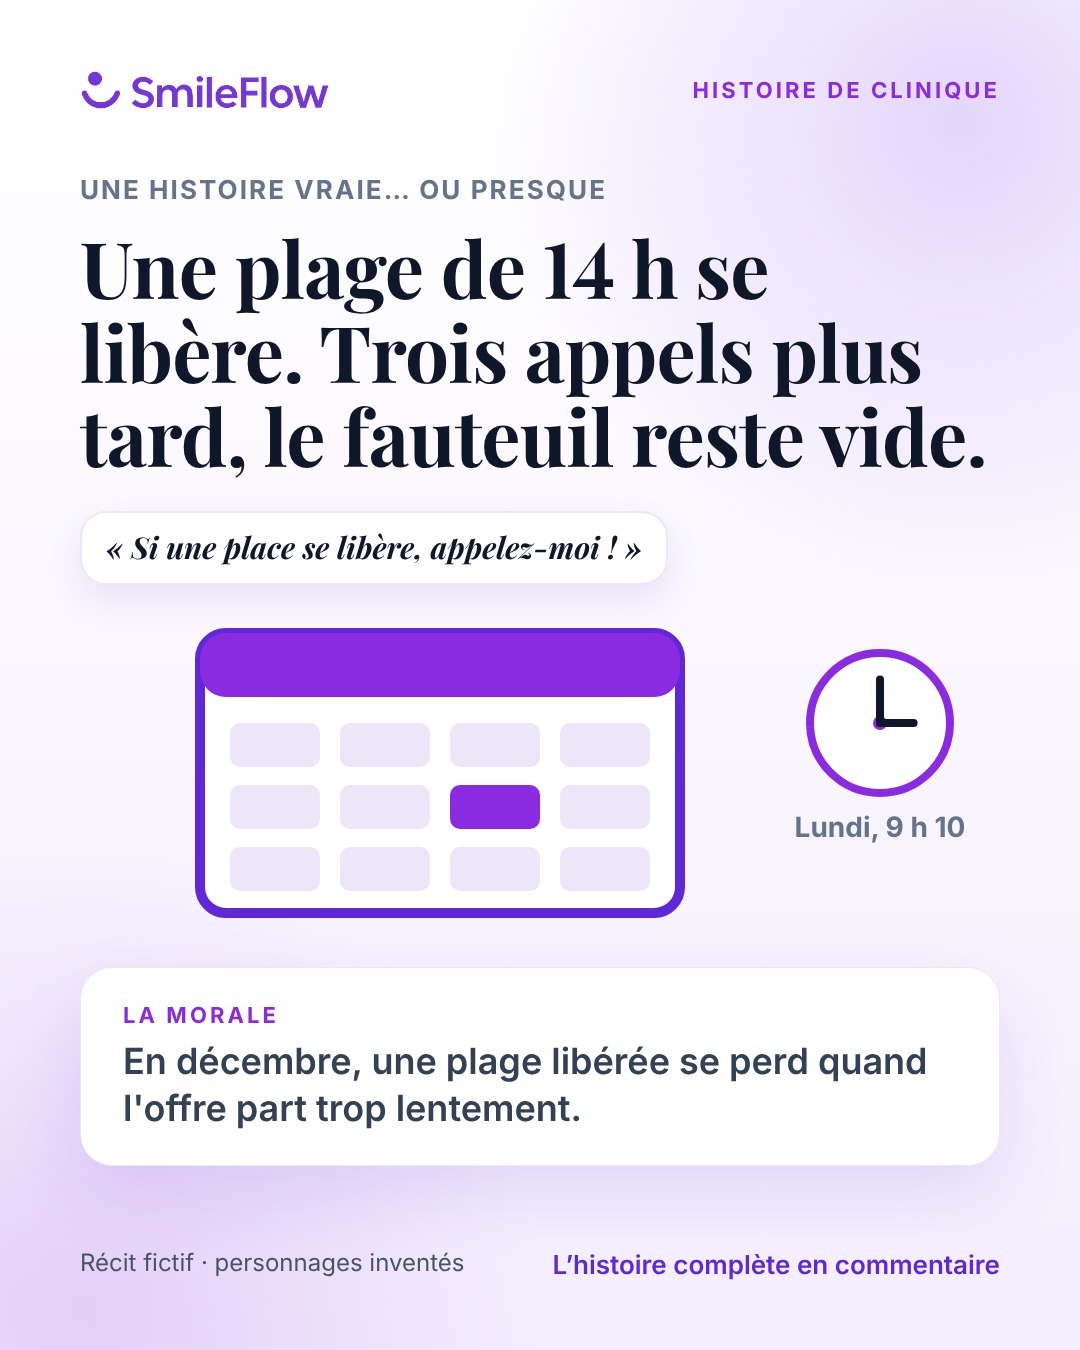 SmileFlow
HISTOIRE DE CLINIQUE
UNE HISTOIRE VRAIE... OU PRESQUE
Une plage de 14 h se
libère. Trois appels plus
tard, le fauteuil reste vide.
« Si une place se libère, appelez-moi ! »
Lundi, 9 h 10
LA MORALE
En décembre, une plage libérée se perd quand
l'offre part trop lentement.
Récit fictif · personnages inventés
L’histoire complète en commentaire